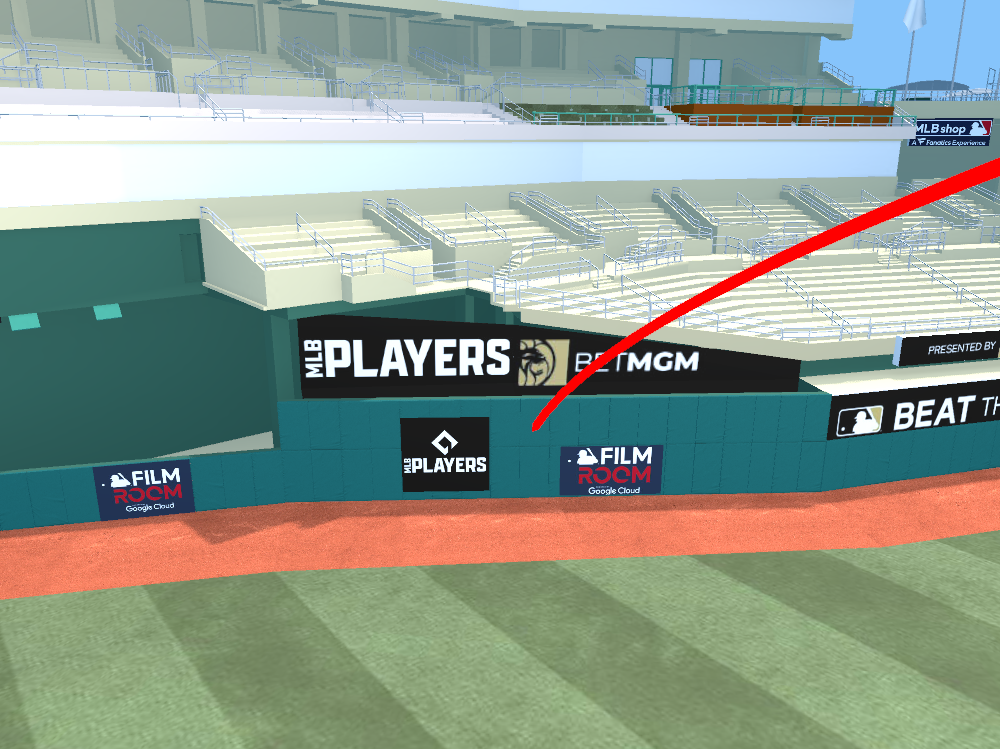 MLB shop
A Fanatics Experience
MLB PLAYERS BETMGM
PRESENTED BY
BEAT TH
MLB PLAYERS
FILM
ROOM
Google Cloud
FILM
ROOM
Google Cloud